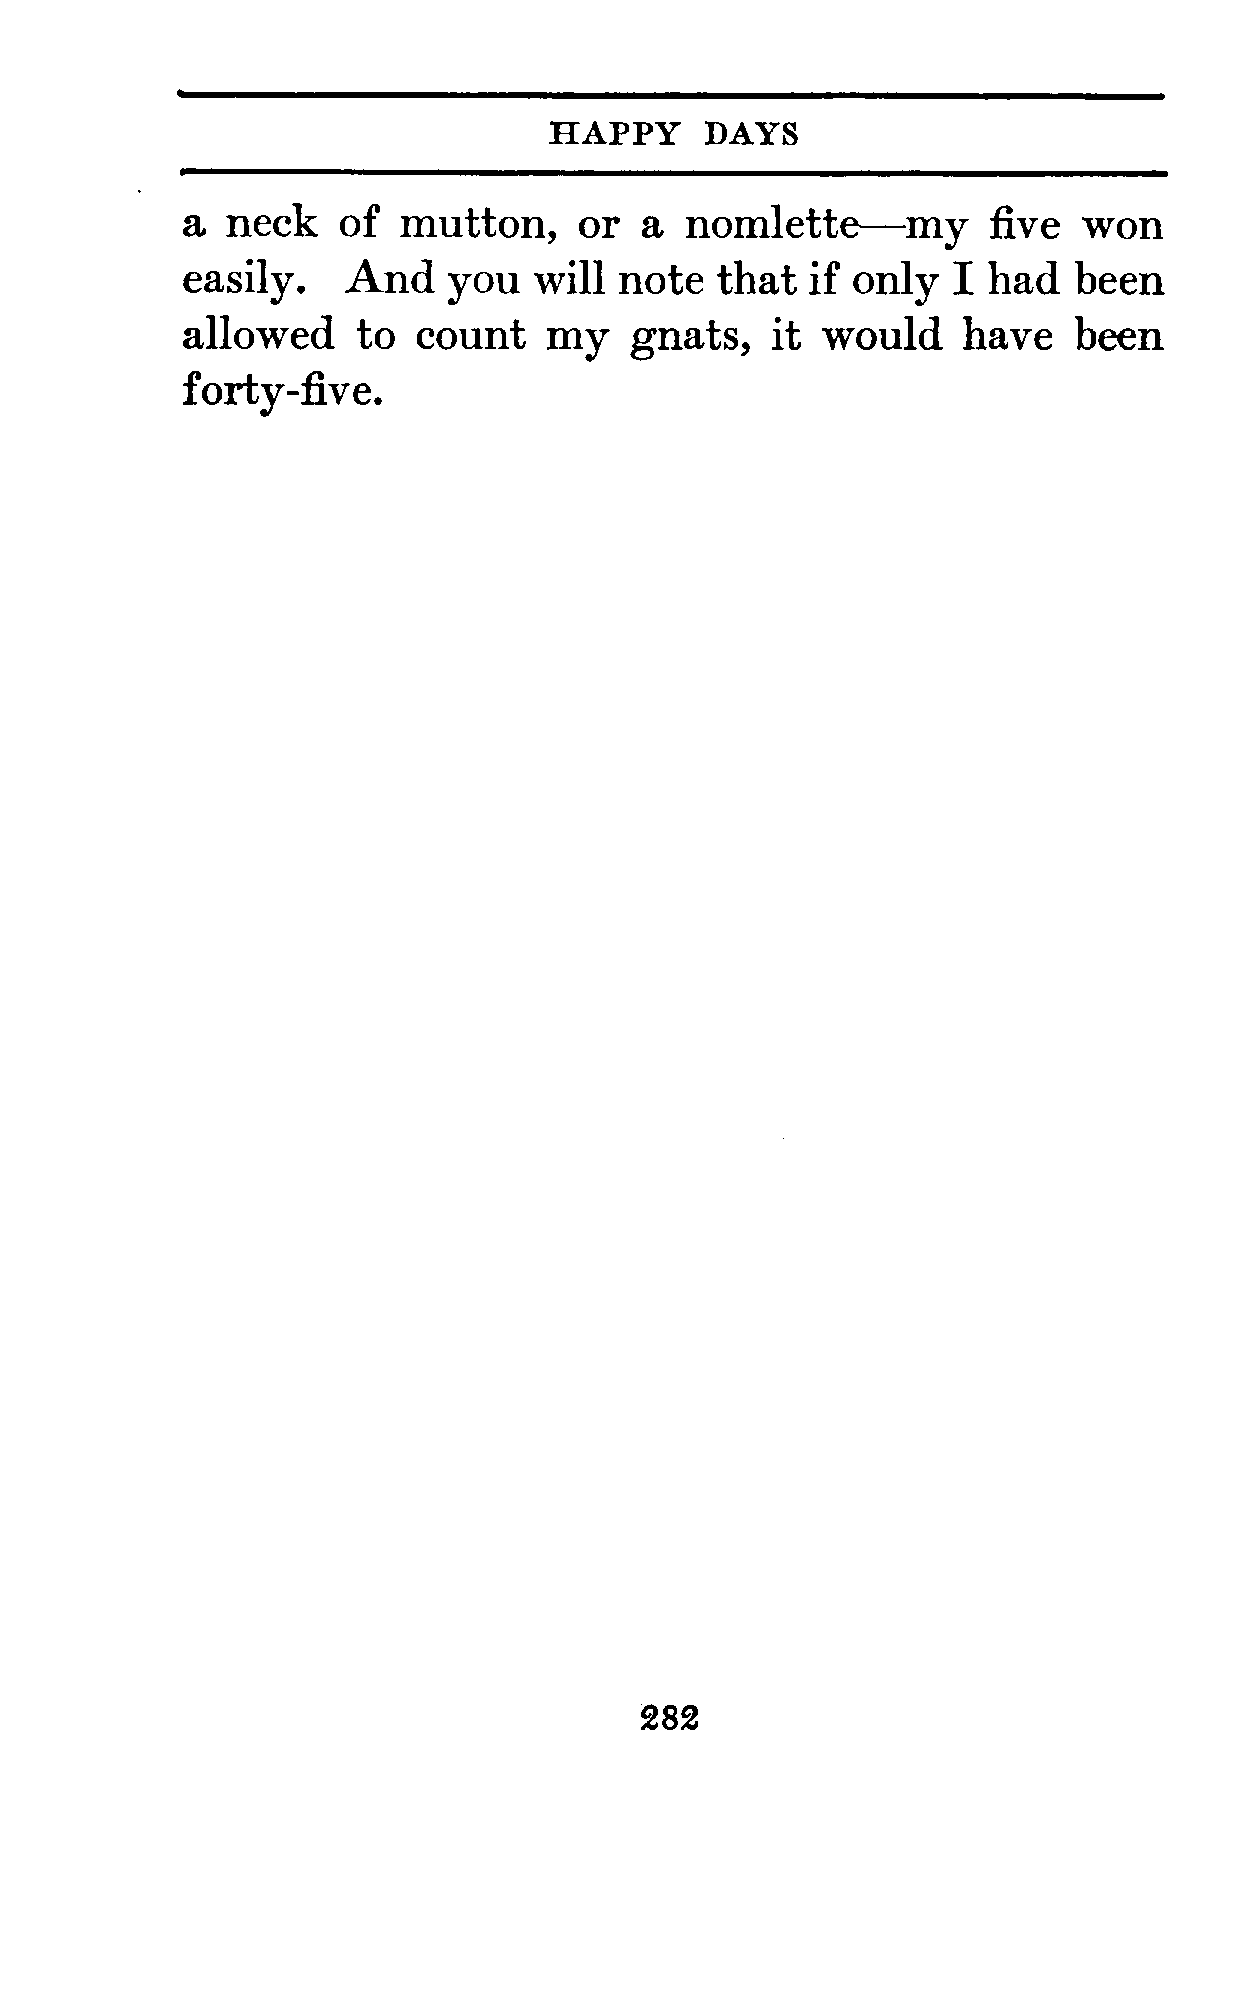 HAPPY DAYS
a neck of mutton, or a nomlette—my five won
easily. And you will note that if only I had been
allowed to count my gnats, it would have been
forty-five.
282